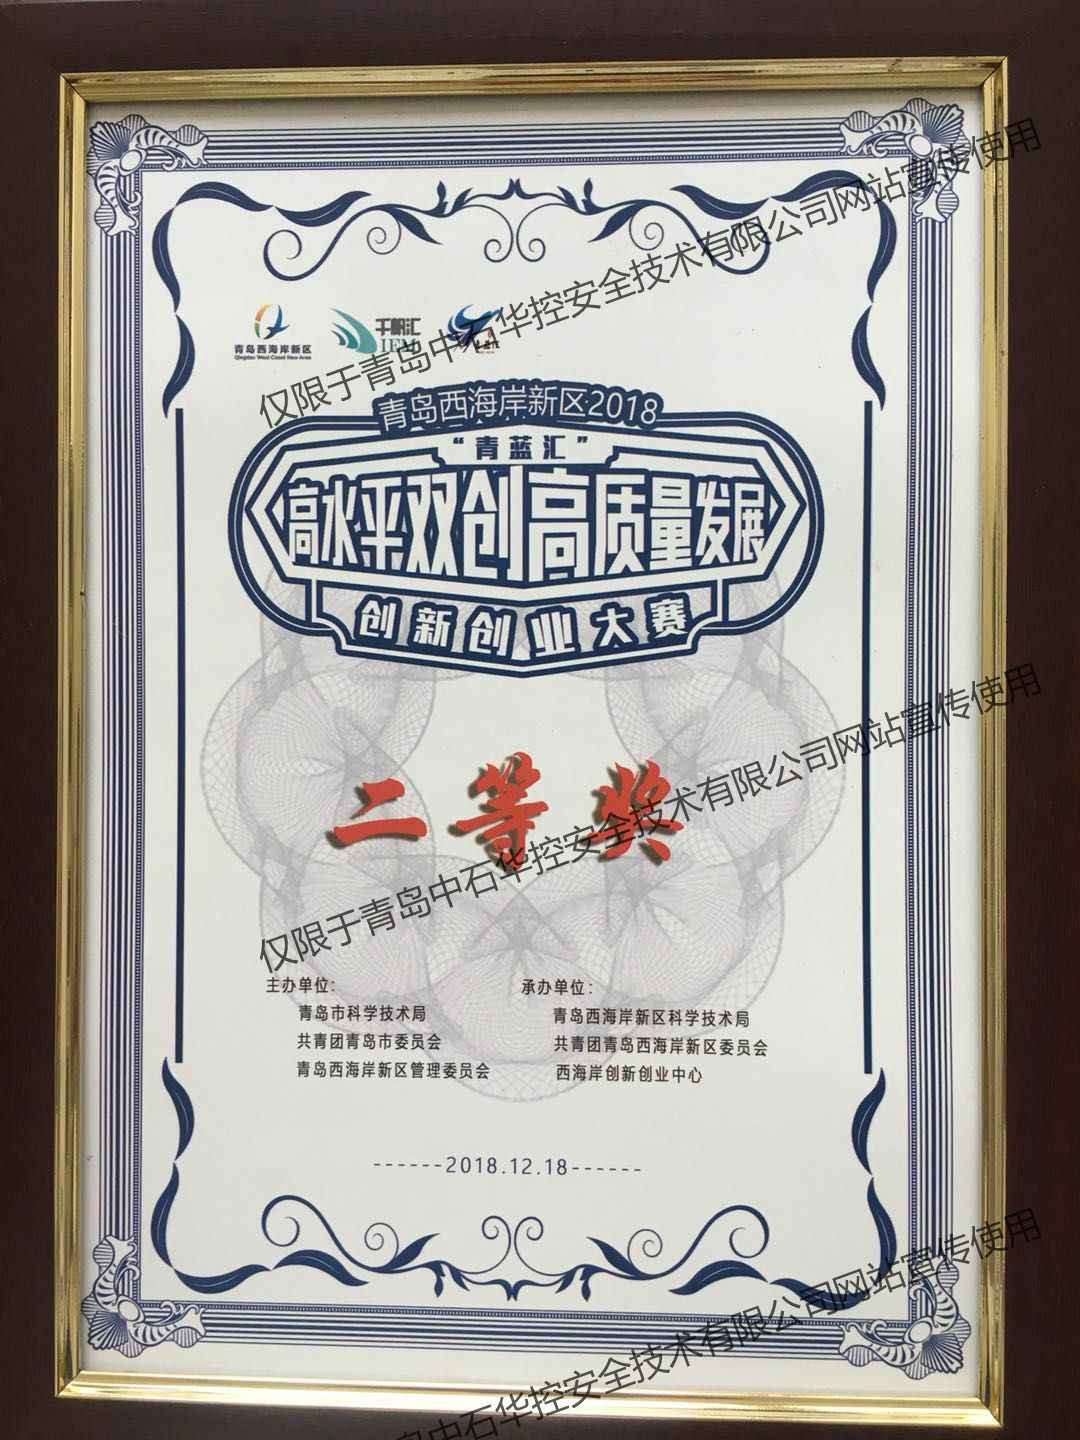 青岛西海岸新区
Qingdao West Coast New Area
千帆汇
IEM
青岛西海岸新区2018
“青蓝汇”
高水平双创高质量发展
创新创业大赛
二等奖
主办单位：
青岛市科学技术局
共青团青岛市委员会
青岛西海岸新区管理委员会
承办单位：
青岛西海岸新区科学技术局
共青团青岛西海岸新区委员会
西海岸创新创业中心
------2018.12.18------
仅限于青岛中石华控安全技术有限公司网站宣传使用
仅限于青岛中石华控安全技术有限公司网站宣传使用
青岛中石华控安全技术有限公司网站宣传使用